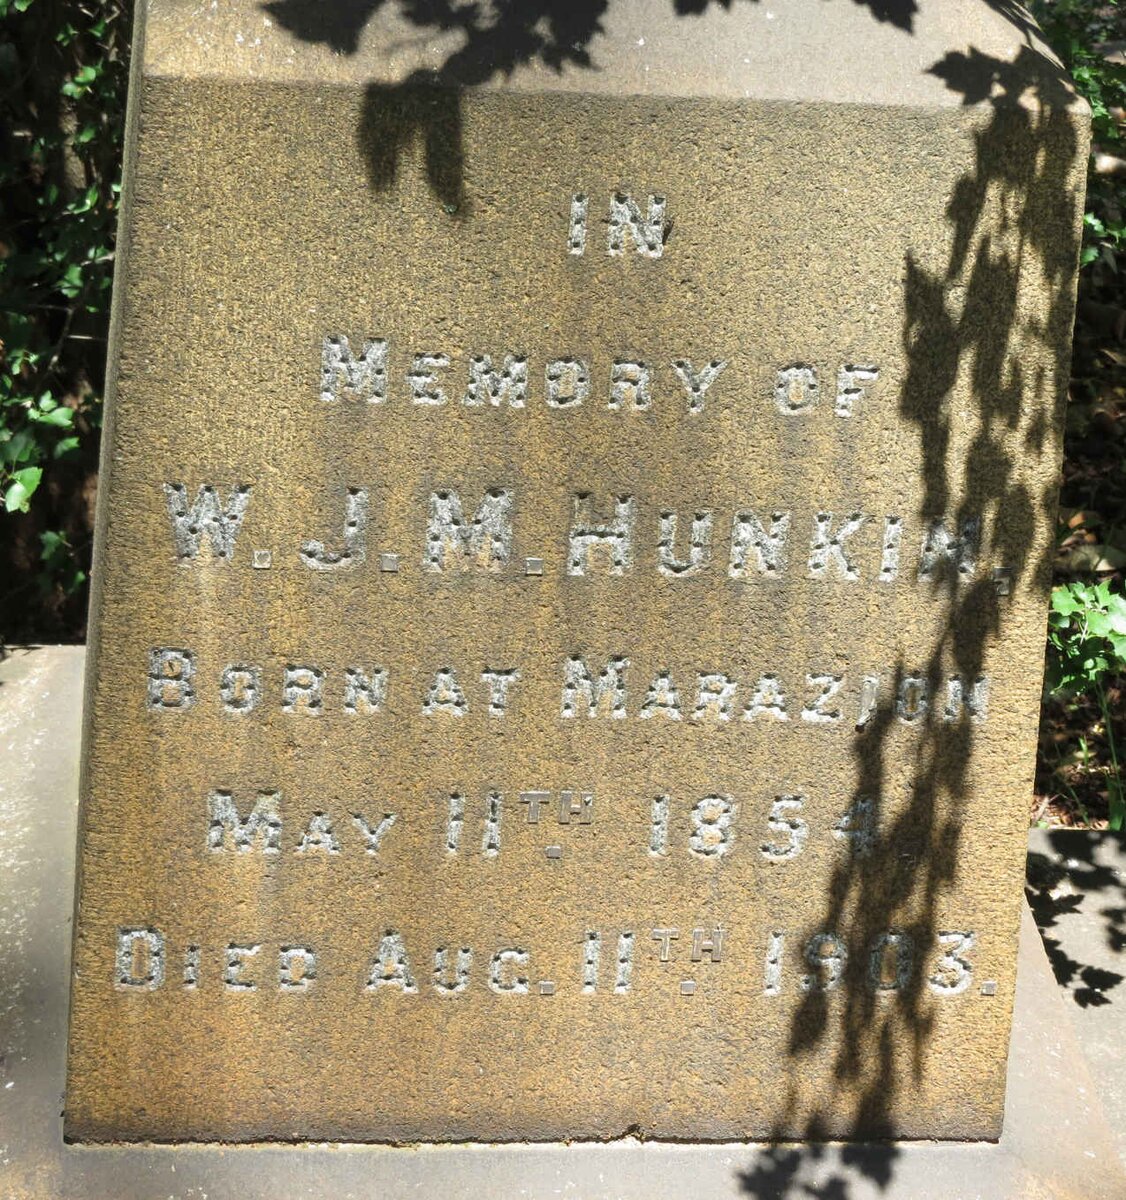 IN
MEMORY OF
W. J. M. HUNKIN,
BORN AT MARAZION
MAY 11TH. 1854,
DIED AUG. 11TH. 1903.